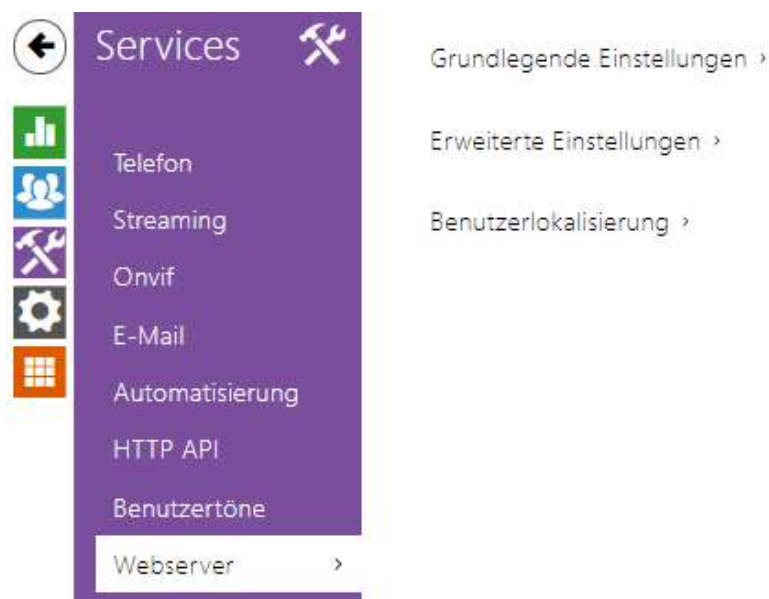 Services
Telefon
Streaming
Onvif
E-Mail
Automatisierung
HTTP API
Benutzertöne
Webserver
Grundlegende Einstellungen
Erweiterte Einstellungen
Benutzerlokalisierung